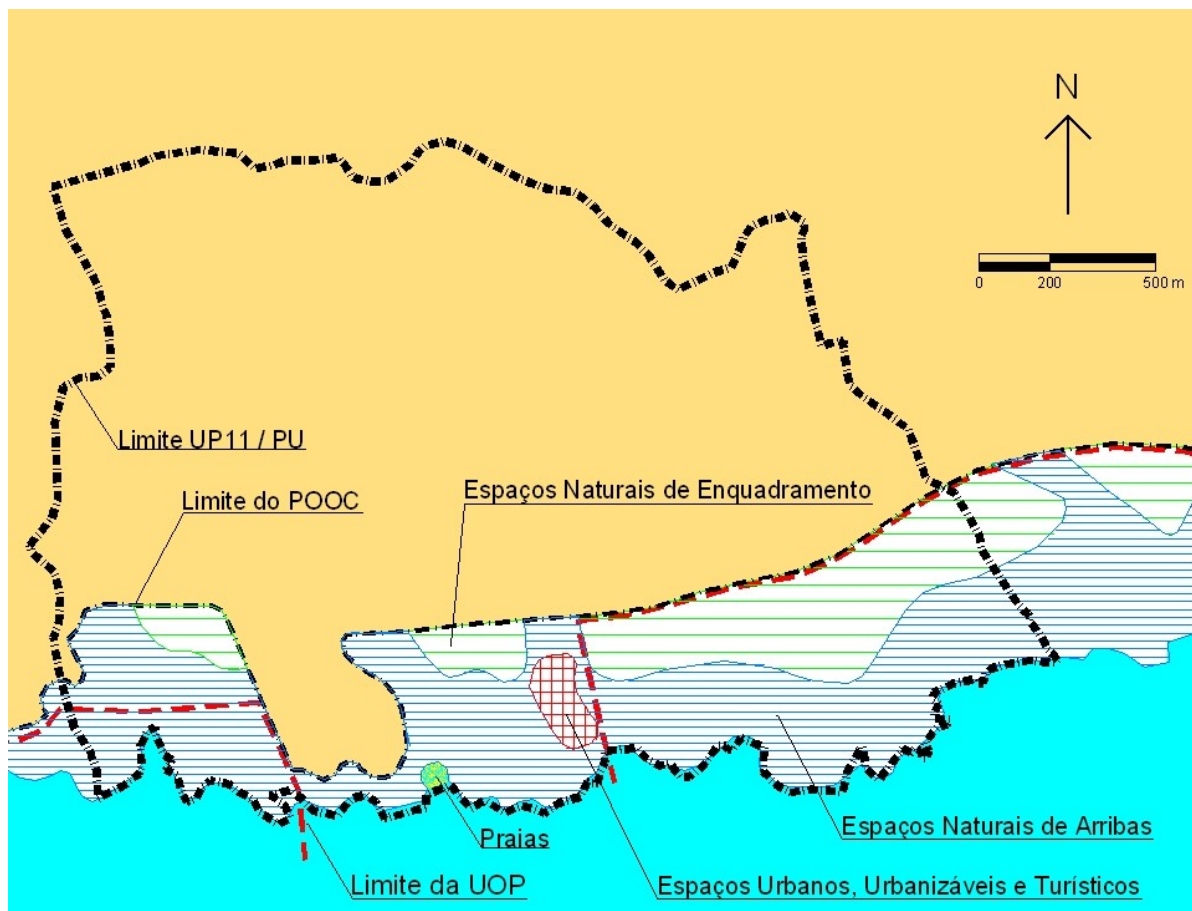 N
0 200 500 m
Limite UP11 / PU
Espaços Naturais de Enquadramento
Limite do POOC
Espaços Naturais de Arribas
Praias
Limite da UOP
Espaços Urbanos, Urbanizáveis e Turísticos